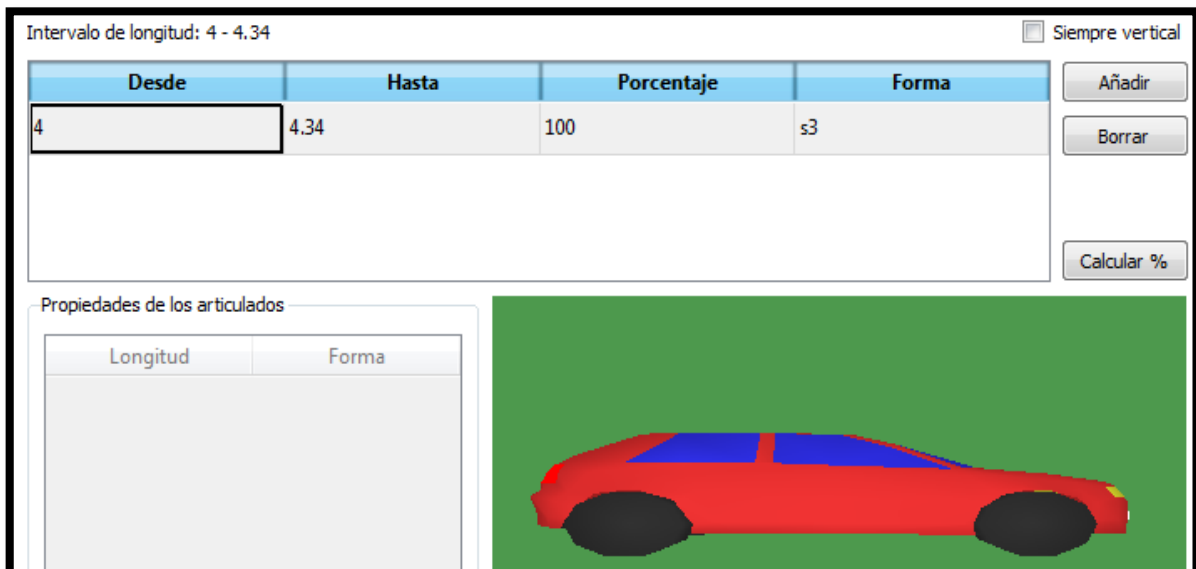 Intervalo de longitud: 4 - 4.34
Siempre vertical
Desde Hasta Porcentaje Forma
Añadir
4 4.34 100 s3
Borrar
Calcular %
Propiedades de los articulados
Longitud Forma